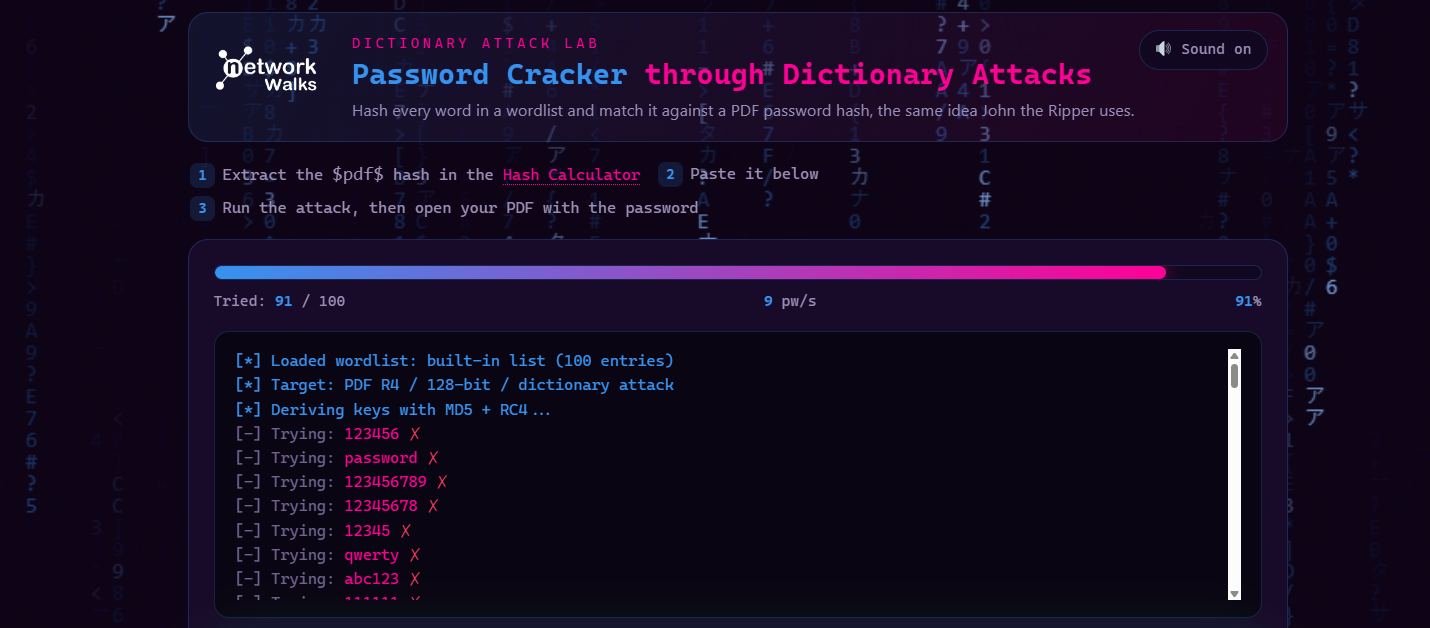 network
Walks
DICTIONARY ATTACK LAB
Password Cracker through Dictionary Attacks
Hash every word in a wordlist and match it against a PDF password hash, the same idea John the Ripper uses.
Sound on
1 Extract the $pdf$ hash in the Hash Calculator 2 Paste it below
3 Run the attack, then open your PDF with the password
Tried: 91 / 100 9 pw/s 91%
[*] Loaded wordlist: built-in list (100 entries)
[*] Target: PDF R4 / 128-bit / dictionary attack
[*] Deriving keys with MD5 + RC4...
[-] Trying: 123456 ✗
[-] Trying: password ✗
[-] Trying: 123456789 ✗
[-] Trying: 12345678 ✗
[-] Trying: 12345 ✗
[-] Trying: qwerty ✗
[-] Trying: abc123 ✗